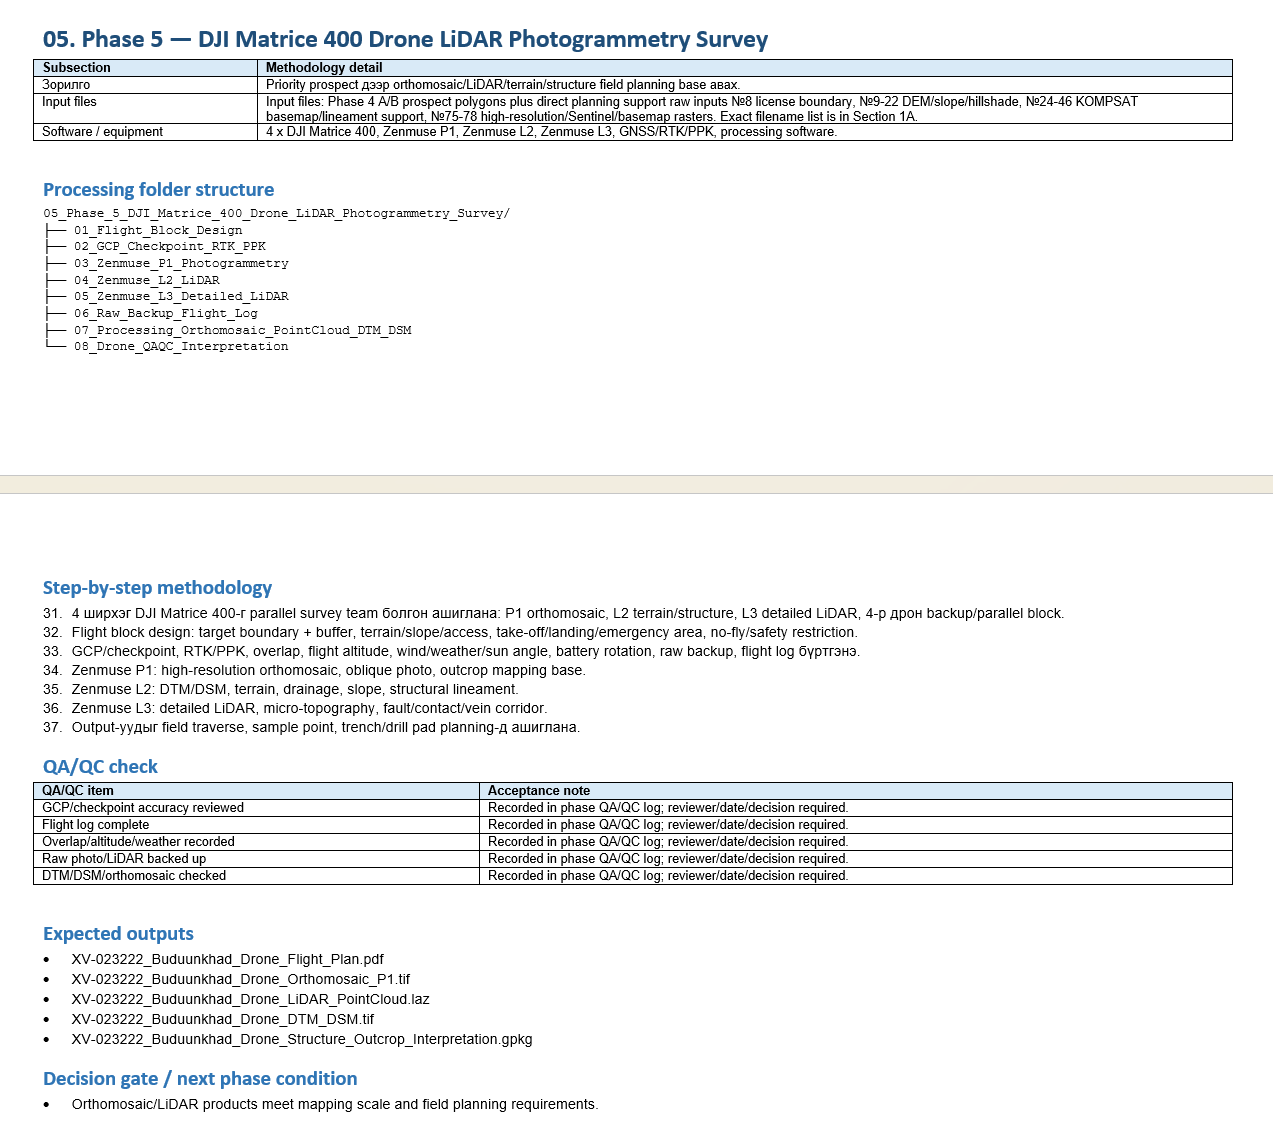 05. Phase 5 — DJI Matrice 400 Drone LiDAR Photogrammetry Survey
Subsection Methodology detail
Зорилго Priority prospect дээр orthomosaic/LiDAR/terrain/structure field planning base авах.
Input files Input files: Phase 4 A/B prospect polygons plus direct planning support raw inputs №8 license boundary, №9-22 DEM/slope/hillshade, №24-46 KOMPSAT
basemap/lineament support, №75-78 high-resolution/Sentinel/basemap rasters. Exact filename list is in Section 1A.
Software / equipment 4 x DJI Matrice 400, Zenmuse P1, Zenmuse L2, Zenmuse L3, GNSS/RTK/PPK, processing software.
Processing folder structure
05_Phase_5_DJI_Matrice_400_Drone_LiDAR_Photogrammetry_Survey/
├── 01_Flight_Block_Design
├── 02_GCP_Checkpoint_RTK_PPK
├── 03_Zenmuse_P1_Photogrammetry
├── 04_Zenmuse_L2_LiDAR
├── 05_Zenmuse_L3_Detailed_LiDAR
├── 06_Raw_Backup_Flight_Log
├── 07_Processing_Orthomosaic_PointCloud_DTM_DSM
└── 08_Drone_QAQC_Interpretation
Step-by-step methodology
31. 4 ширхэг DJI Matrice 400-г parallel survey team болгон ашиглана: P1 orthomosaic, L2 terrain/structure, L3 detailed LiDAR, 4-р дрон backup/parallel block.
32. Flight block design: target boundary + buffer, terrain/slope/access, take-off/landing/emergency area, no-fly/safety restriction.
33. GCP/checkpoint, RTK/PPK, overlap, flight altitude, wind/weather/sun angle, battery rotation, raw backup, flight log бүртгэнэ.
34. Zenmuse P1: high-resolution orthomosaic, oblique photo, outcrop mapping base.
35. Zenmuse L2: DTM/DSM, terrain, drainage, slope, structural lineament.
36. Zenmuse L3: detailed LiDAR, micro-topography, fault/contact/vein corridor.
37. Output-уудыг field traverse, sample point, trench/drill pad planning-д ашиглана.
QA/QC check
QA/QC item Acceptance note
GCP/checkpoint accuracy reviewed Recorded in phase QA/QC log; reviewer/date/decision required.
Flight log complete Recorded in phase QA/QC log; reviewer/date/decision required.
Overlap/altitude/weather recorded Recorded in phase QA/QC log; reviewer/date/decision required.
Raw photo/LiDAR backed up Recorded in phase QA/QC log; reviewer/date/decision required.
DTM/DSM/orthomosaic checked Recorded in phase QA/QC log; reviewer/date/decision required.
Expected outputs
• XV-023222_Buduunkhad_Drone_Flight_Plan.pdf
• XV-023222_Buduunkhad_Drone_Orthomosaic_P1.tif
• XV-023222_Buduunkhad_Drone_LiDAR_PointCloud.laz
• XV-023222_Buduunkhad_Drone_DTM_DSM.tif
• XV-023222_Buduunkhad_Drone_Structure_Outcrop_Interpretation.gpkg
Decision gate / next phase condition
• Orthomosaic/LiDAR products meet mapping scale and field planning requirements.